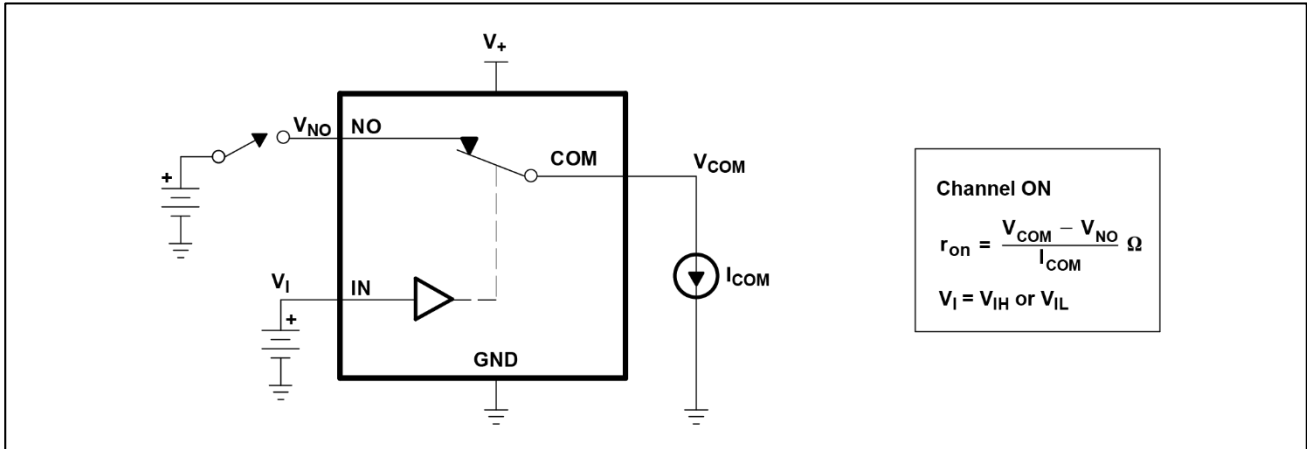 V+
VNO NO
COM VCOM
+
VI IN
+
ICOM
GND
Channel ON
ron = VCOM – VNO / ICOM Ω
VI = VIH or VIL